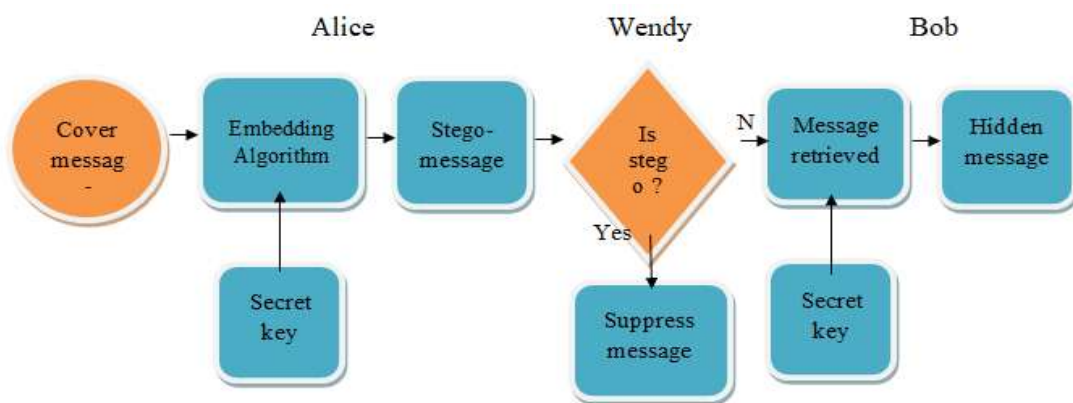 Alice
Wendy
Bob
Cover
messag
-
Embedding
Algorithm
Stego-
message
Is
steg
o ?
N
Message
retrieved
Hidden
message
Yes
Secret
key
Suppress
message
Secret
key